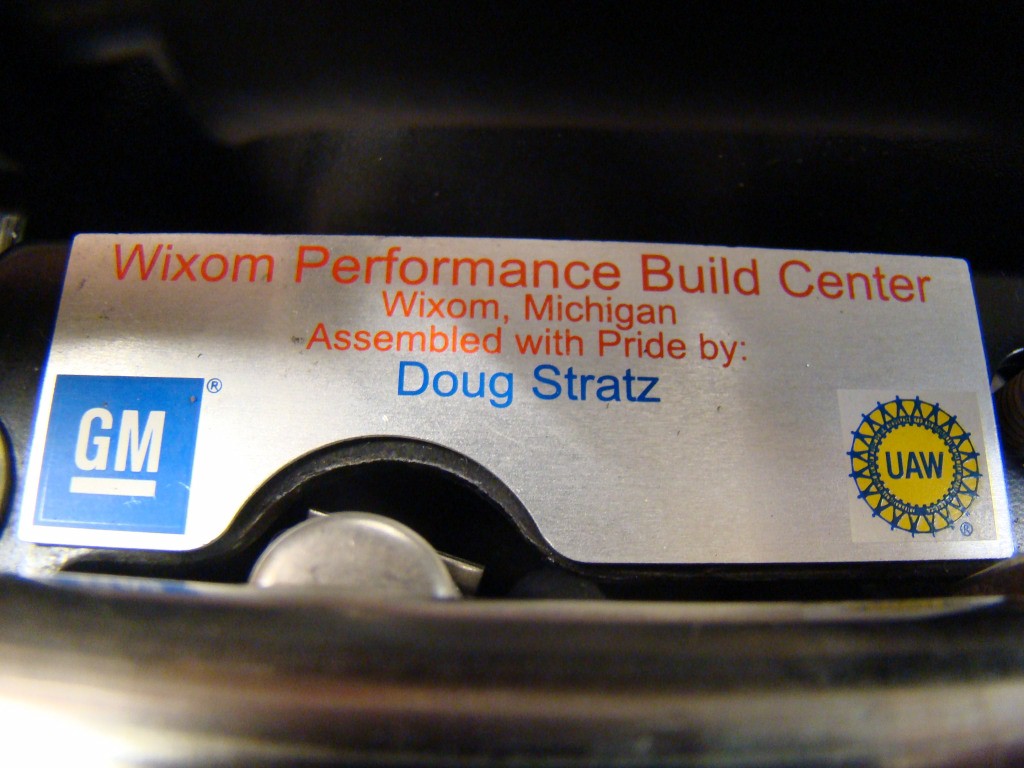 Wixom Performance Build Center
Wixom, Michigan
Assembled with Pride by:
Doug Stratz
GM ®
UAW ®